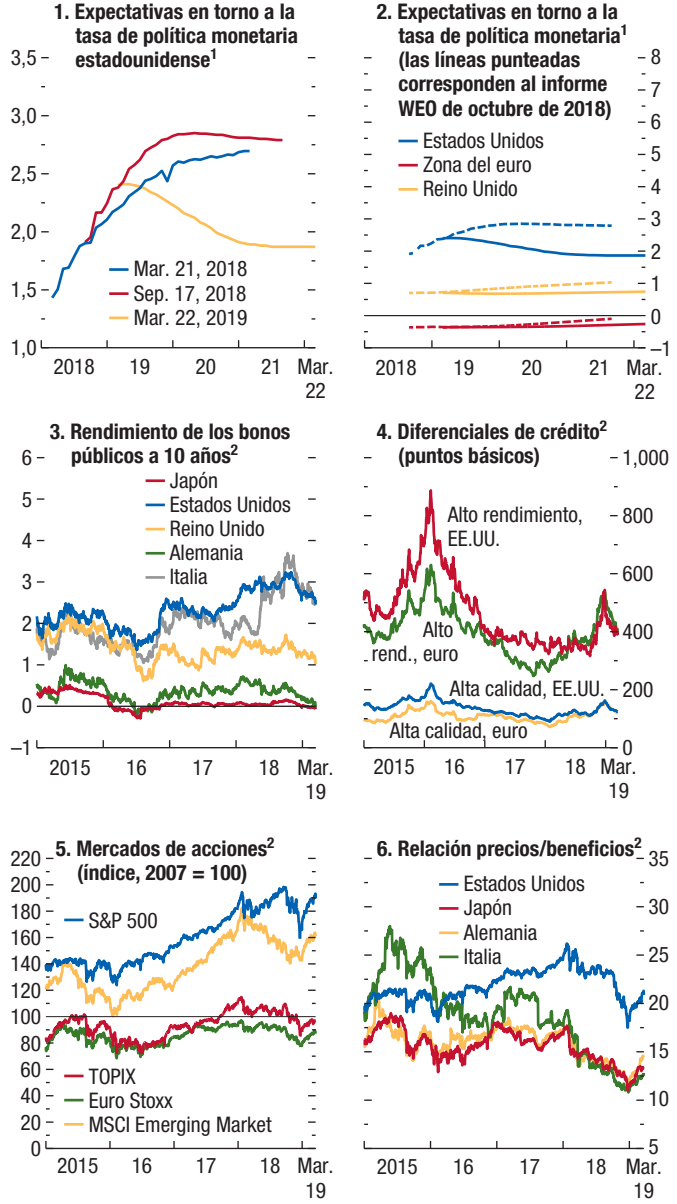 1. Expectativas en torno a la
tasa de política monetaria
estadounidense1
3,5
3,0
2,5
2,0
1,5
1,0
Mar. 21, 2018
Sep. 17, 2018
Mar. 22, 2019
2018 19 20 21 Mar.
22
2. Expectativas en torno a la
tasa de política monetaria1
(las líneas punteadas
corresponden al informe
WEO de octubre de 2018)
Estados Unidos
Zona del euro
Reino Unido
8
7
6
5
4
3
2
1
0
–1
2018 19 20 21 Mar.
22
3. Rendimiento de los bonos
públicos a 10 años2
Japón
Estados Unidos
Reino Unido
Alemania
Italia
6
5
4
3
2
1
0
–1
2015 16 17 18 Mar.
19
4. Diferenciales de crédito2
(puntos básicos)
Alto rendimiento,
EE.UU.
Alto
rend., euro
Alta calidad, EE.UU.
Alta calidad, euro
1,000
800
600
400
200
0
2015 16 17 18 Mar.
19
5. Mercados de acciones2
(índice, 2007 = 100)
S&P 500
TOPIX
Euro Stoxx
MSCI Emerging Market
220
200
180
160
140
120
100
80
60
40
20
0
2015 16 17 18 Mar.
19
6. Relación precios/beneficios2
Estados Unidos
Japón
Alemania
Italia
35
30
25
20
15
10
5
2015 16 17 18 Mar.
19